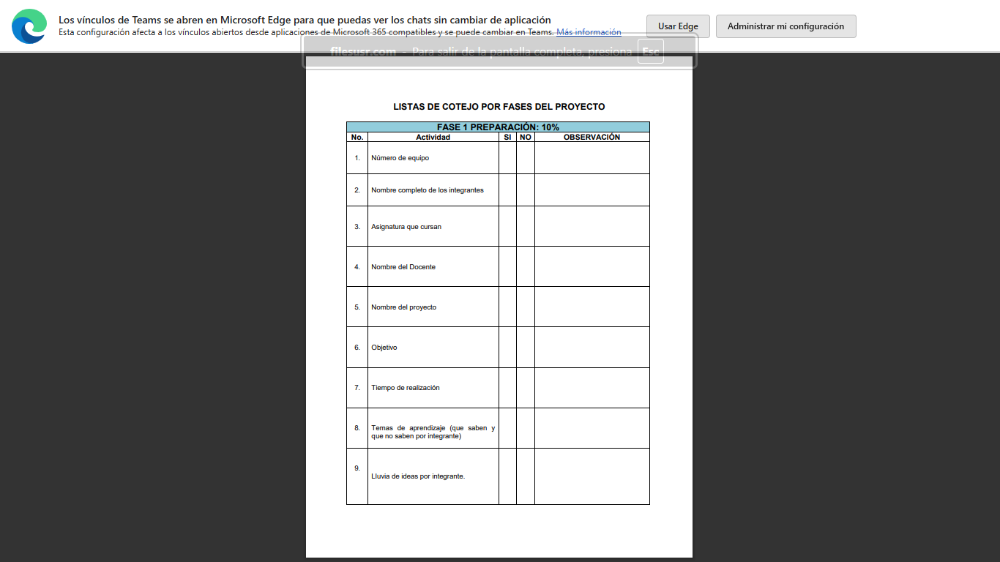 Los vínculos de Teams se abren en Microsoft Edge para que puedas ver los chats sin cambiar de aplicación
Esta configuración afecta a los vínculos abiertos desde aplicaciones de Microsoft 365 compatibles y se puede cambiar en Teams. Más información
Usar Edge
Administrar mi configuración
filesusr.com - Para salir de la pantalla completa, presiona Esc
LISTAS DE COTEJO POR FASES DEL PROYECTO
FASE 1 PREPARACIÓN: 10%
No. Actividad SI NO OBSERVACIÓN
1. Número de equipo
2. Nombre completo de los integrantes
3. Asignatura que cursan
4. Nombre del Docente
5. Nombre del proyecto
6. Objetivo
7. Tiempo de realización
8. Temas de aprendizaje (que saben y
que no saben por integrante)
9.
Lluvia de ideas por integrante.